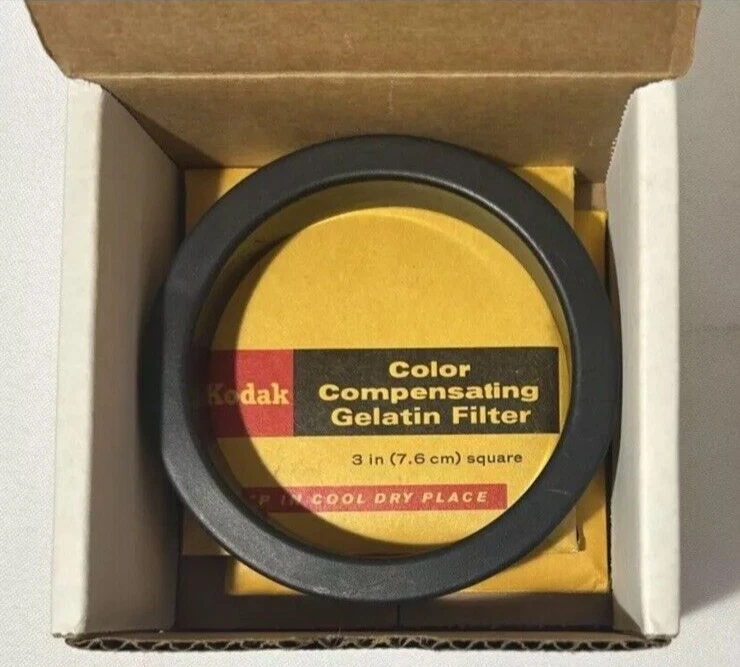 Kodak
Color
Compensating
Gelatin Filter
3 in (7.6 cm) square
IN COOL DRY PLACE